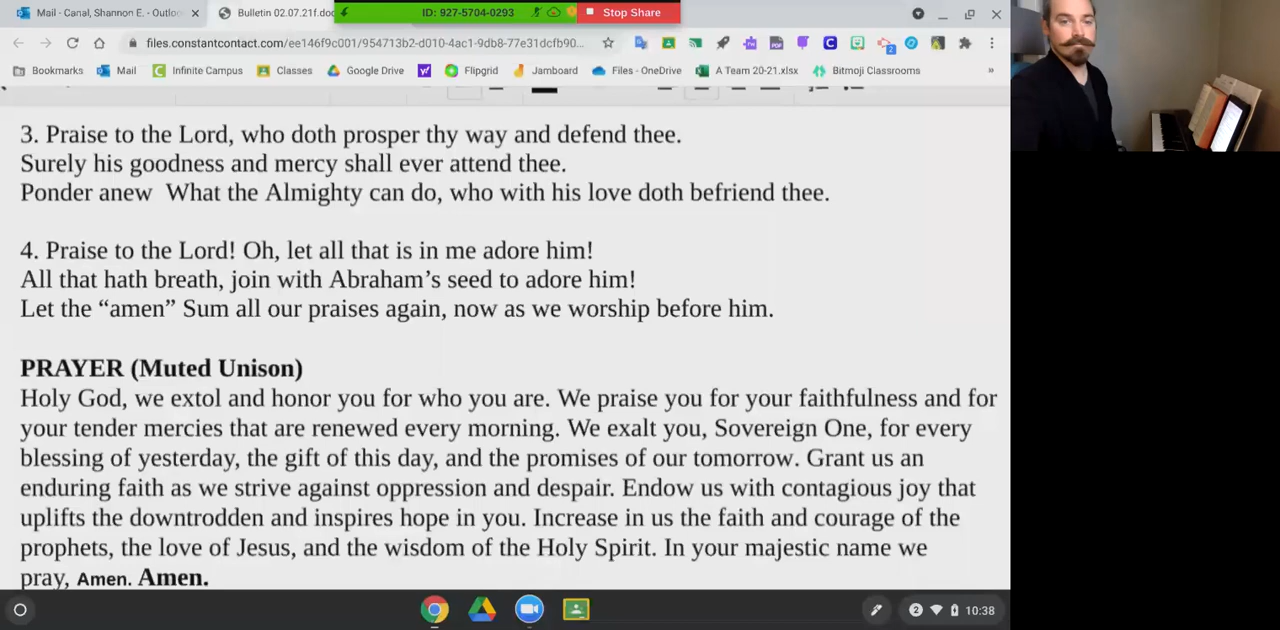 Mail - Canal, Shannon E. - Outlo
Bulletin 02.07.21f.doc
ID: 927-5704-0293
Stop Share
files.constantcontact.com/ee146f9c001/954713b2-d010-4ac1-9db8-77e31dcfb90...
Bookmarks
Mail
Infinite Campus
Classes
Google Drive
Flipgrid
Jamboard
Files - OneDrive
A Team 20-21.xlsx
Bitmoji Classrooms
»
3. Praise to the Lord, who doth prosper thy way and defend thee.
Surely his goodness and mercy shall ever attend thee.
Ponder anew  What the Almighty can do, who with his love doth befriend thee.
4. Praise to the Lord! Oh, let all that is in me adore him!
All that hath breath, join with Abraham’s seed to adore him!
Let the “amen” Sum all our praises again, now as we worship before him.
PRAYER (Muted Unison)
Holy God, we extol and honor you for who you are. We praise you for your faithfulness and for
your tender mercies that are renewed every morning. We exalt you, Sovereign One, for every
blessing of yesterday, the gift of this day, and the promises of our tomorrow. Grant us an
enduring faith as we strive against oppression and despair. Endow us with contagious joy that
uplifts the downtrodden and inspires hope in you. Increase in us the faith and courage of the
prophets, the love of Jesus, and the wisdom of the Holy Spirit. In your majestic name we
pray, Amen. Amen.
2
10:38